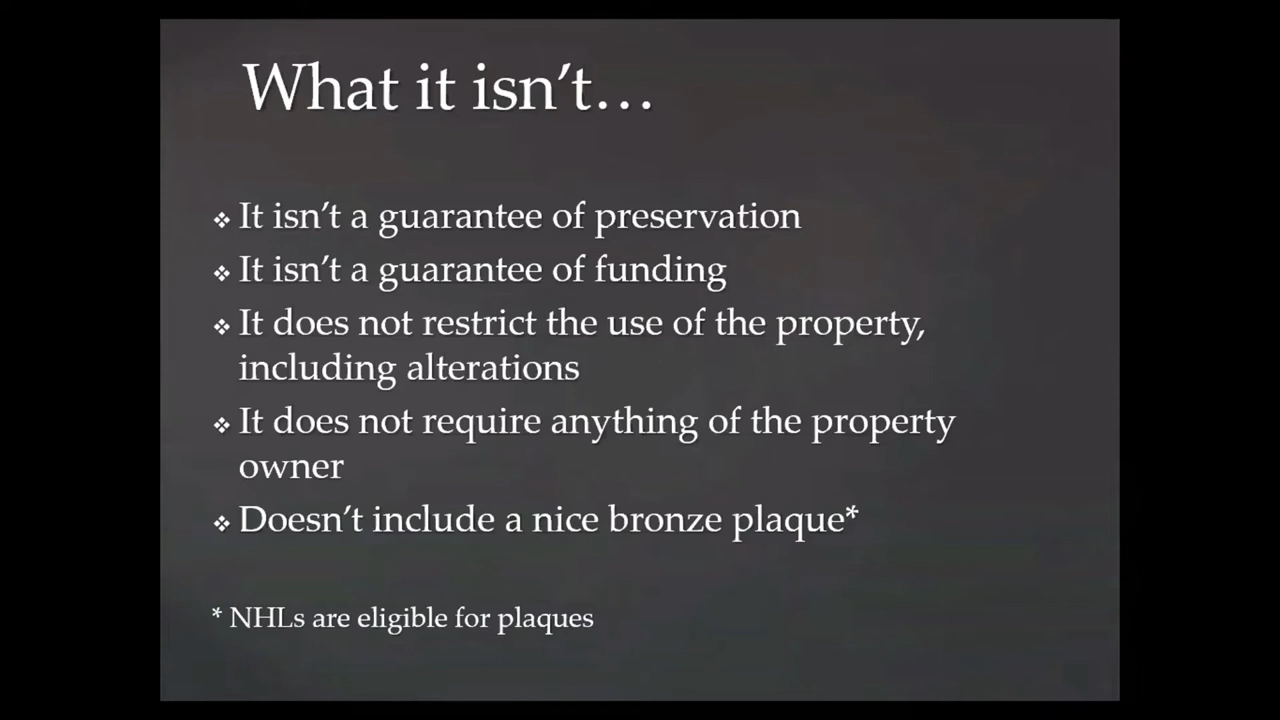 What it isn’t…
❖ It isn’t a guarantee of preservation
❖ It isn’t a guarantee of funding
❖ It does not restrict the use of the property,
including alterations
❖ It does not require anything of the property
owner
❖ Doesn’t include a nice bronze plaque*
* NHLs are eligible for plaques